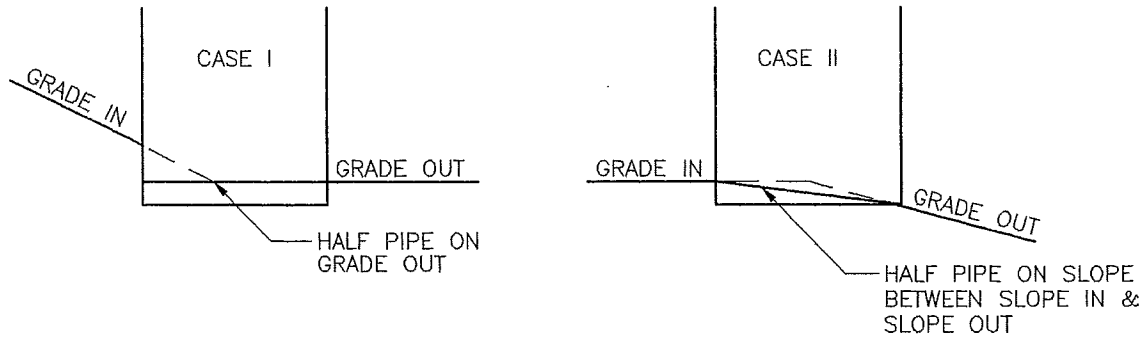 CASE I
GRADE IN
GRADE OUT
HALF PIPE ON
GRADE OUT
CASE II
GRADE IN
GRADE OUT
HALF PIPE ON SLOPE
BETWEEN SLOPE IN &
SLOPE OUT